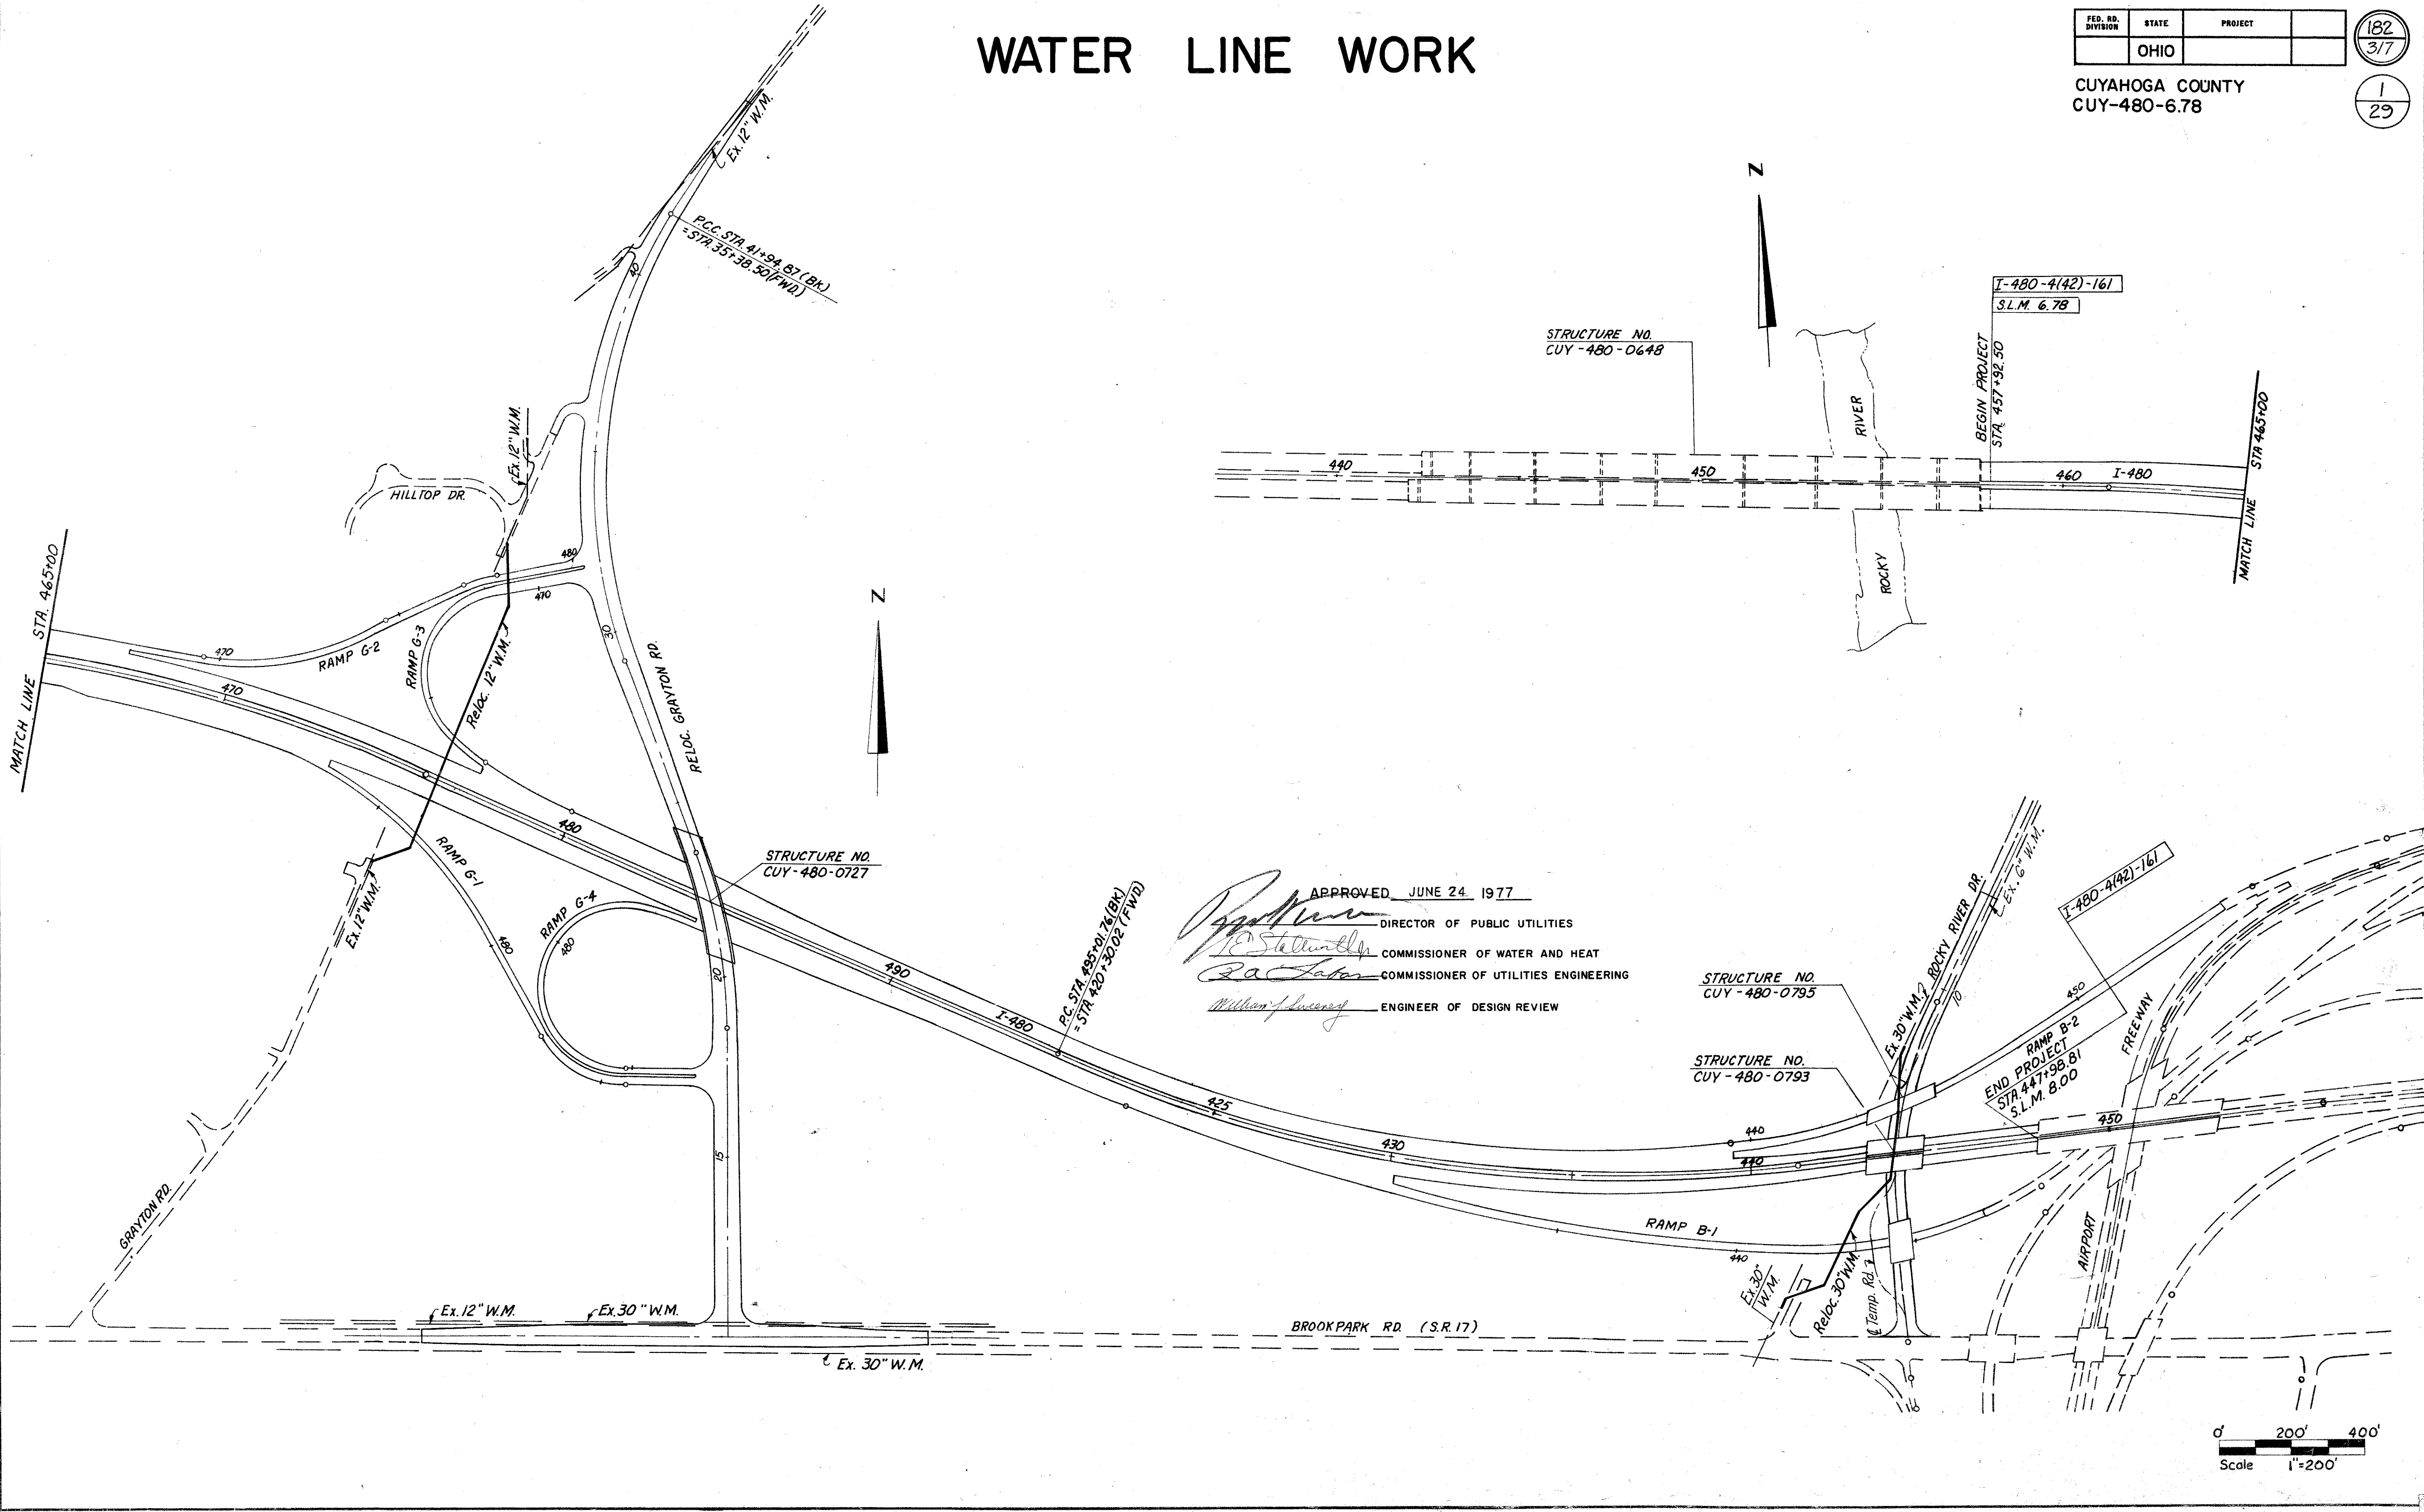 WATER LINE WORK
FED. RD. DIVISION
STATE
PROJECT
OHIO
182
317
CUYAHOGA COUNTY
CUY-480-6.78
1
29
Ex. 12" W.M.
P.C.C. STA. 41+94.87 (BK)
= STA. 35+38.50 (FWD.)
40
Ex. 12" W.M.
HILLTOP DR.
N
STRUCTURE NO.
CUY-480-0648
I-480-4(42)-161
S.L.M. 6.78
BEGIN PROJECT
STA. 457+92.50
RIVER
ROCKY
440
450
460
I-480
MATCH LINE STA 465+00
MATCH LINE STA. 465+00
480
470
470
RAMP G-2
RAMP G-3
Reloc. 12" W.M.
30
RELOC. GRAYTON RD.
N
470
480
RAMP G-1
480
RAMP G-4
480
STRUCTURE NO.
CUY-480-0727
Ex. 12" W.M.
20
490
I-480
P.C. STA. 495+01.76 (BK)
= STA. 420+30.02 (FWD)
APPROVED JUNE 24 1977
DIRECTOR OF PUBLIC UTILITIES
COMMISSIONER OF WATER AND HEAT
COMMISSIONER OF UTILITIES ENGINEERING
William J Sweeney ENGINEER OF DESIGN REVIEW
ROCKY RIVER DR.
Ex. 6" W.M.
Ex. 30" W.M.
10
I-480-4(42)-161
STRUCTURE NO.
CUY-480-0795
STRUCTURE NO.
CUY-480-0793
450
RAMP B-2
END PROJECT
STA. 447+98.81
S.L.M. 8.00
FREEWAY
AIRPORT
450
425
430
440
440
15
RAMP B-1
440
GRAYTON RD.
Ex. 30"
W.M.
Reloc. 30" W.M.
℄ Temp. Rd.
Ex. 12" W.M.
Ex. 30" W.M.
BROOKPARK RD. (S.R. 17)
Ex. 30" W.M.
0' 200' 400'
Scale 1"=200'